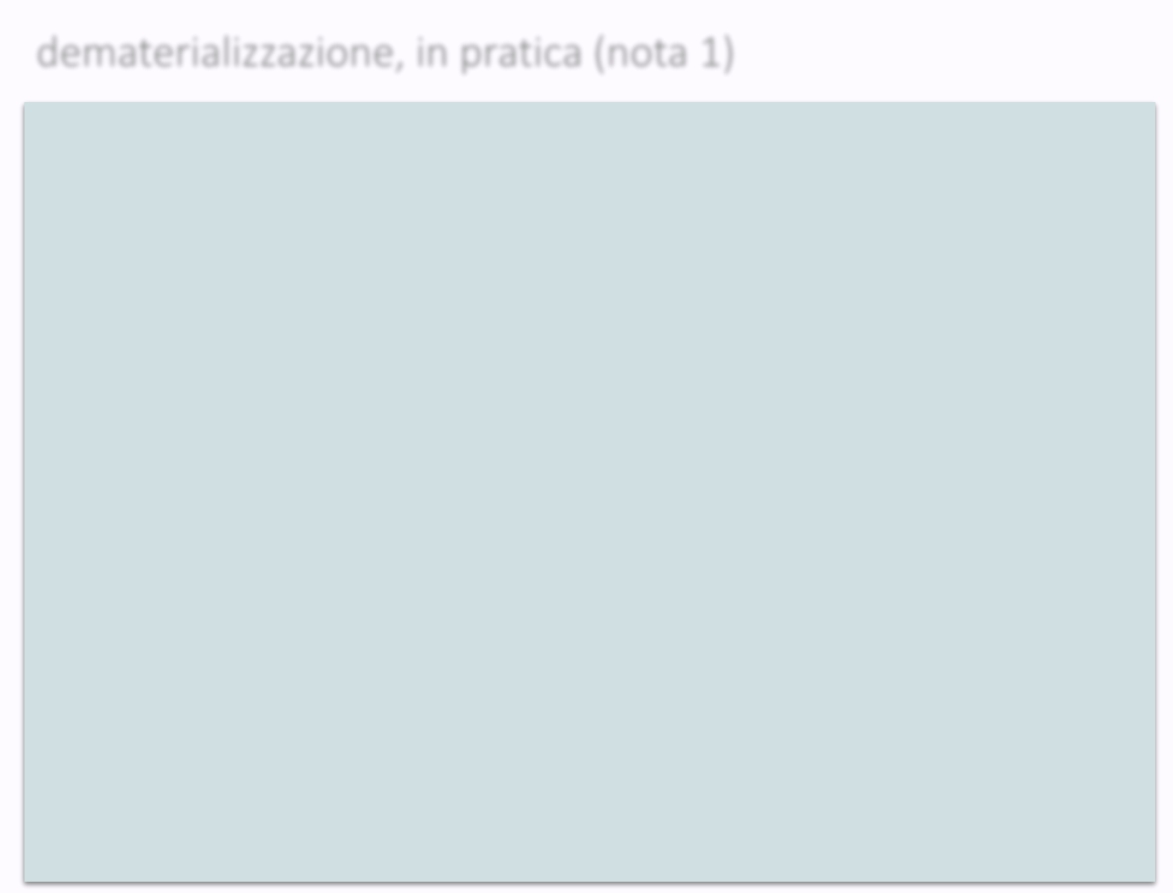 dematerializzazione, in pratica (nota 1)